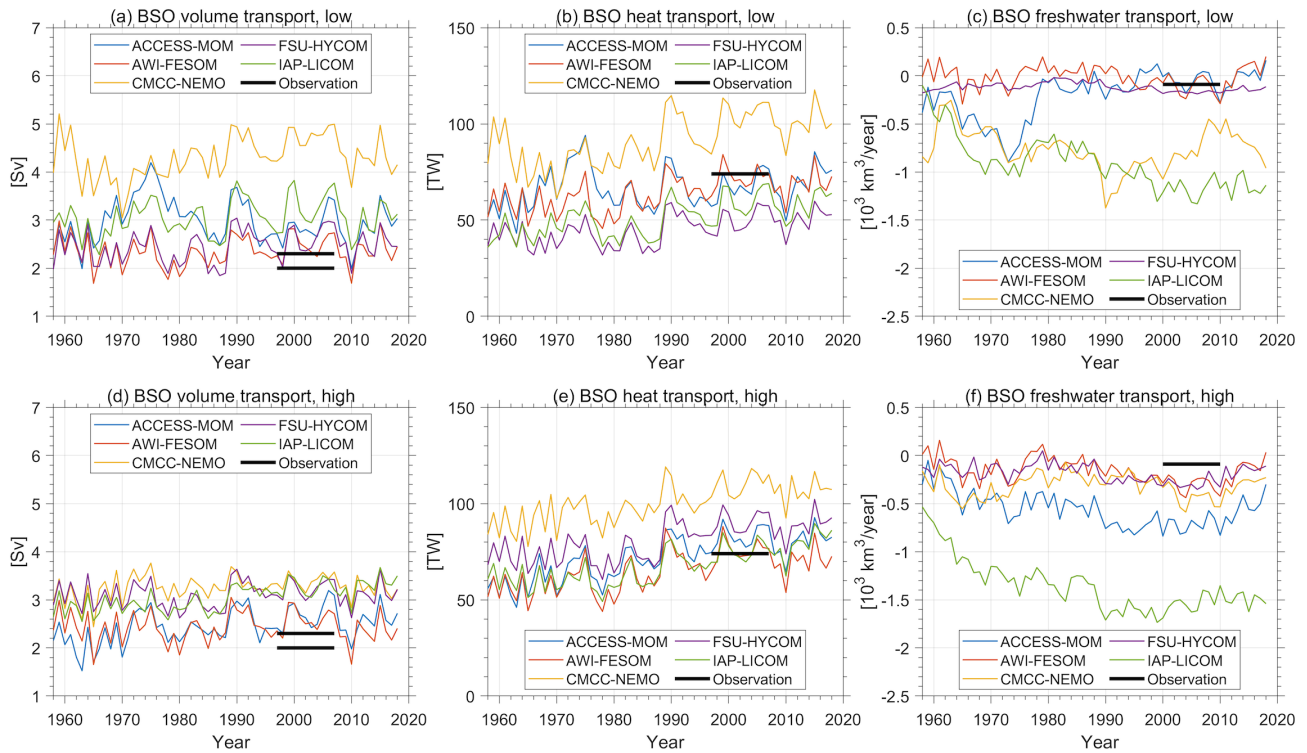 (a) BSO volume transport, low
7
6
5
4
3
2
1
[Sv]
ACCESS-MOM
AWI-FESOM
CMCC-NEMO
FSU-HYCOM
IAP-LICOM
Observation
1960 1970 1980 1990 2000 2010 2020
Year
(b) BSO heat transport, low
150
100
50
0
[TW]
ACCESS-MOM
AWI-FESOM
CMCC-NEMO
FSU-HYCOM
IAP-LICOM
Observation
1960 1970 1980 1990 2000 2010 2020
Year
(c) BSO freshwater transport, low
0.5
0
-0.5
-1
-1.5
-2
-2.5
[10³ km³/year]
ACCESS-MOM
AWI-FESOM
CMCC-NEMO
FSU-HYCOM
IAP-LICOM
Observation
1960 1970 1980 1990 2000 2010 2020
Year
(d) BSO volume transport, high
7
6
5
4
3
2
1
[Sv]
ACCESS-MOM
AWI-FESOM
CMCC-NEMO
FSU-HYCOM
IAP-LICOM
Observation
1960 1970 1980 1990 2000 2010 2020
Year
(e) BSO heat transport, high
150
100
50
0
[TW]
ACCESS-MOM
AWI-FESOM
CMCC-NEMO
FSU-HYCOM
IAP-LICOM
Observation
1960 1970 1980 1990 2000 2010 2020
Year
(f) BSO freshwater transport, high
0.5
0
-0.5
-1
-1.5
-2
-2.5
[10³ km³/year]
ACCESS-MOM
AWI-FESOM
CMCC-NEMO
FSU-HYCOM
IAP-LICOM
Observation
1960 1970 1980 1990 2000 2010 2020
Year